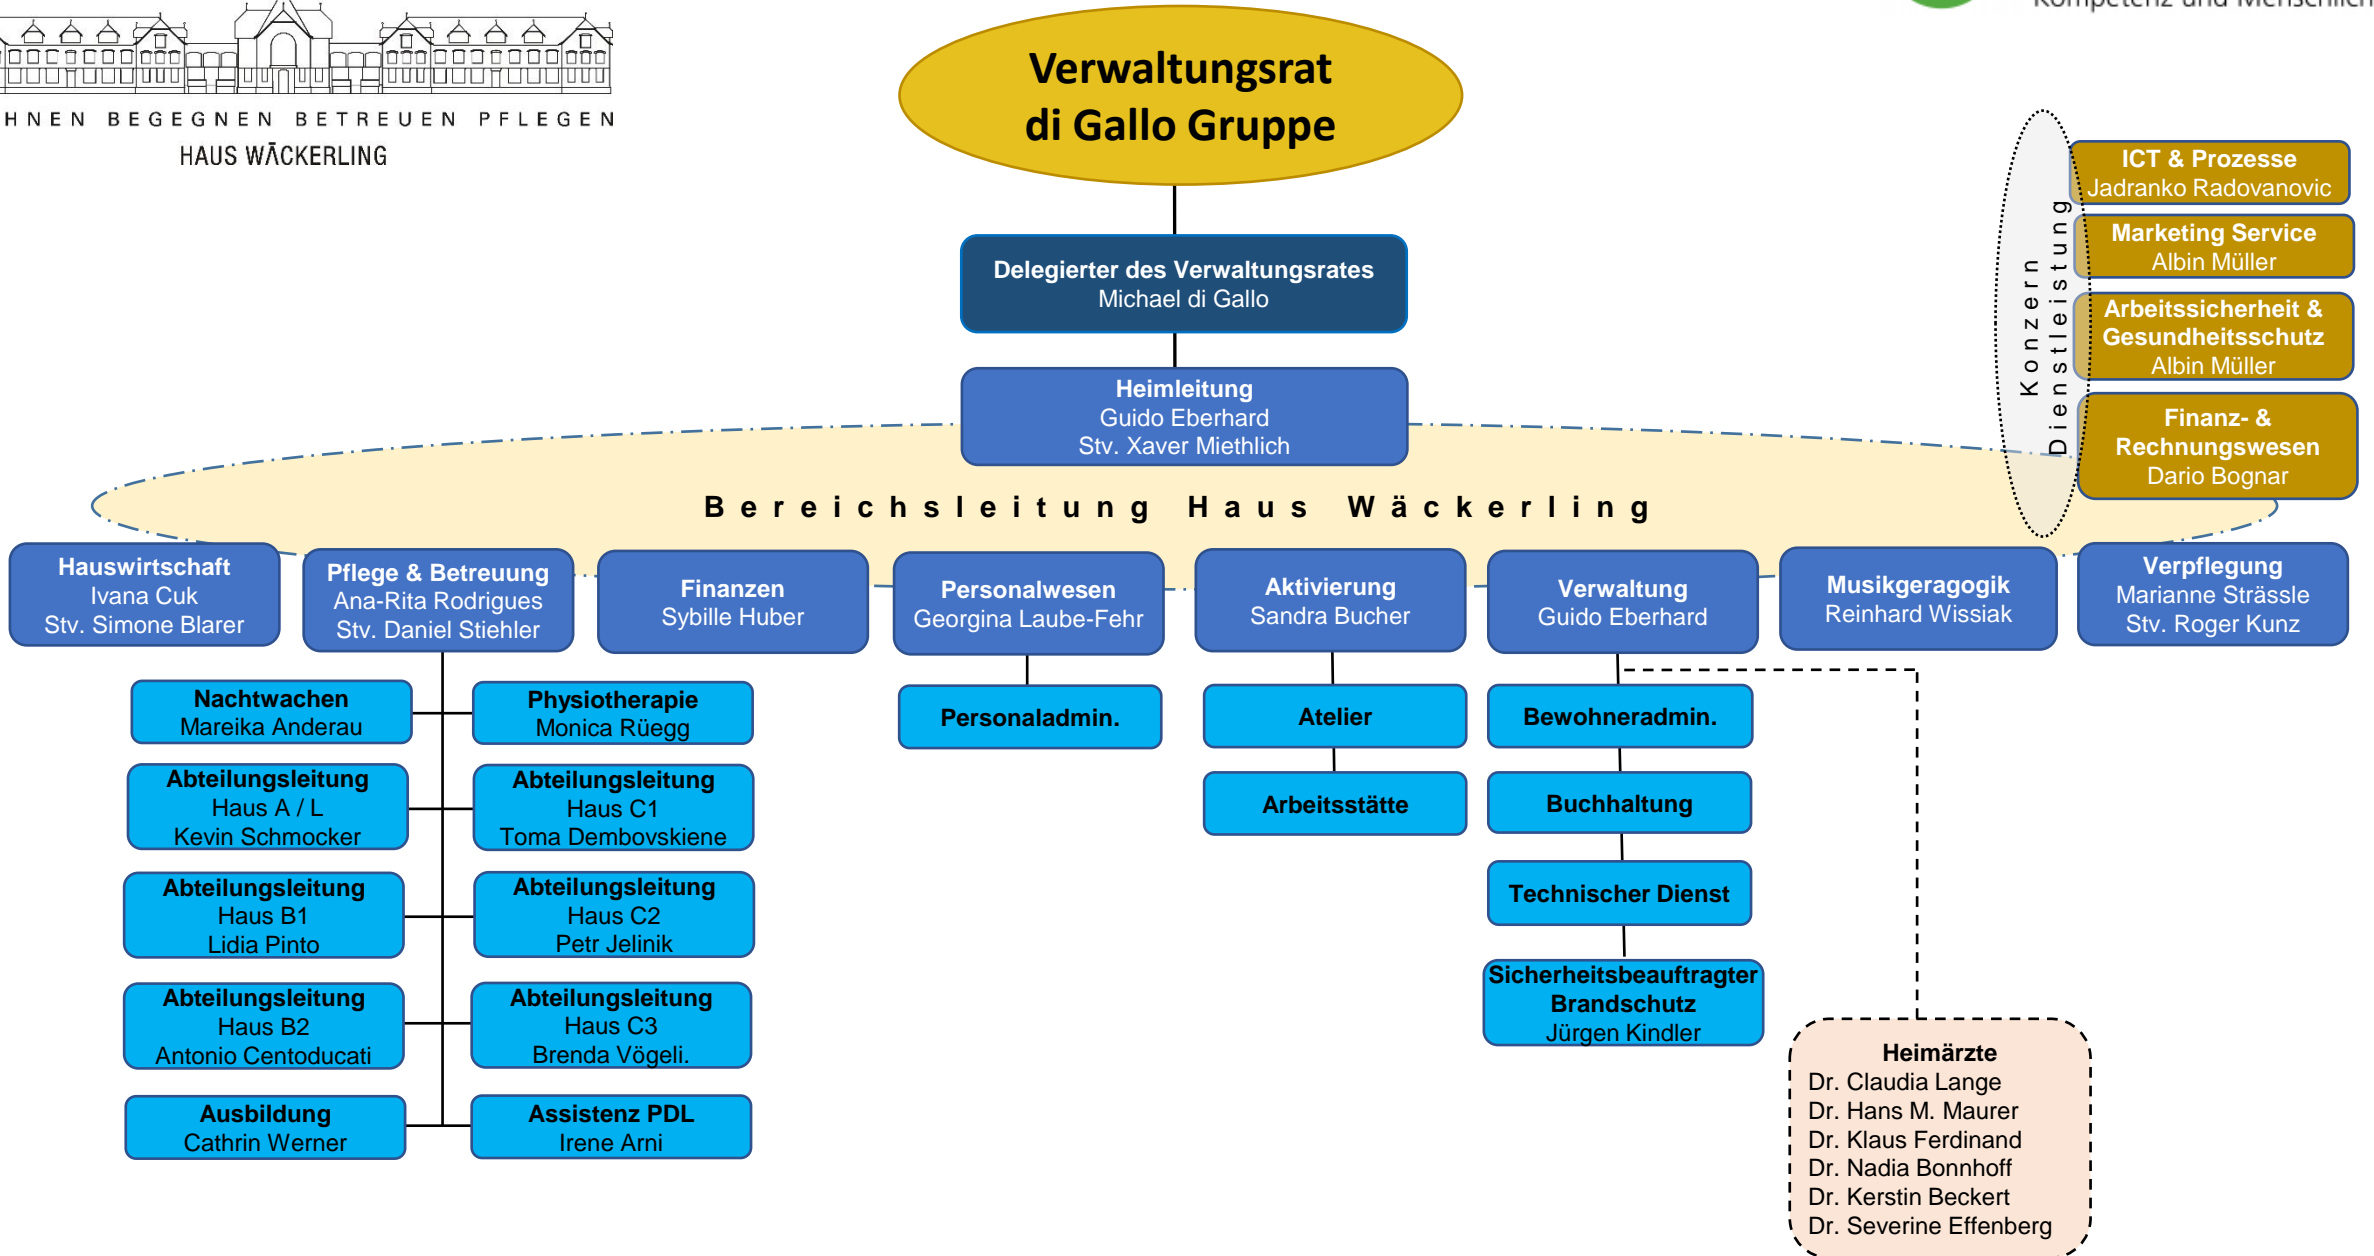 HNEN BEGEGNEN BETREUEN PFLEGEN
HAUS WÄCKERLING
Verwaltungsrat
di Gallo Gruppe
Delegierter des Verwaltungsrates
Michael di Gallo
Heimleitung
Guido Eberhard
Stv. Xaver Miethlich
Konzern
Dienstleistung
ICT & Prozesse
Jadranko Radovanovic
Marketing Service
Albin Müller
Arbeitssicherheit &
Gesundheitsschutz
Albin Müller
Finanz- &
Rechnungswesen
Dario Bognar
Bereichsleitung Haus Wäckerling
Hauswirtschaft
Ivana Cuk
Stv. Simone Blarer
Pflege & Betreuung
Ana-Rita Rodrigues
Stv. Daniel Stiehler
Finanzen
Sybille Huber
Personalwesen
Georgina Laube-Fehr
Aktivierung
Sandra Bucher
Verwaltung
Guido Eberhard
Musikgeragogik
Reinhard Wissiak
Verpflegung
Marianne Strässle
Stv. Roger Kunz
Nachtwachen
Mareika Anderau
Physiotherapie
Monica Rüegg
Abteilungsleitung
Haus A / L
Kevin Schmocker
Abteilungsleitung
Haus C1
Toma Dembovskiene
Abteilungsleitung
Haus B1
Lidia Pinto
Abteilungsleitung
Haus C2
Petr Jelinik
Abteilungsleitung
Haus B2
Antonio Centoducati
Abteilungsleitung
Haus C3
Brenda Vögeli.
Ausbildung
Cathrin Werner
Assistenz PDL
Irene Arni
Personaladmin.
Atelier
Arbeitsstätte
Bewohneradmin.
Buchhaltung
Technischer Dienst
Sicherheitsbeauftragter
Brandschutz
Jürgen Kindler
Heimärzte
Dr. Claudia Lange
Dr. Hans M. Maurer
Dr. Klaus Ferdinand
Dr. Nadia Bonnhoff
Dr. Kerstin Beckert
Dr. Severine Effenberg